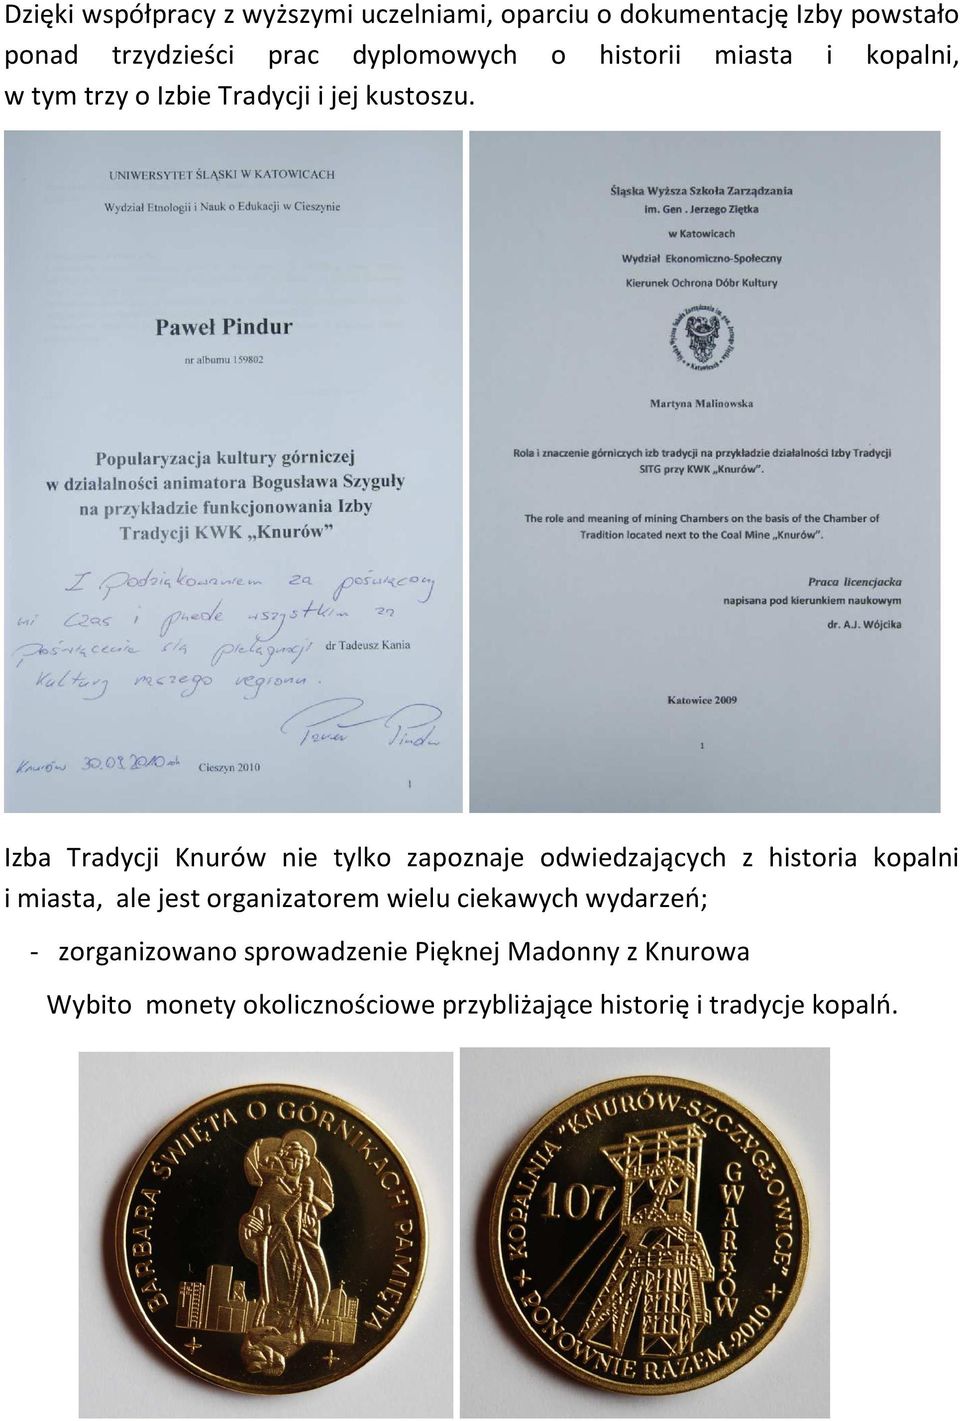 Dzięki współpracy z wyższymi uczelniami, oparciu o dokumentację Izby powstało
ponad trzydzieści prac dyplomowych o historii miasta i kopalni,
w tym trzy o Izbie Tradycji i jej kustoszu.
UNIWERSYTET ŚLĄSKI W KATOWICACH
Wydział Etnologii i Nauk o Edukacji w Cieszynie
Paweł Pindur
nr albumu 159802
Popularyzacja kultury górniczej
w działalności animatora Bogusława Szyguły
na przykładzie funkcjonowania Izby
Tradycji KWK „Knurów”
Z Podziękowaniem za poświęcony
mi czas i przede wszystkim za
poświęcenie się pielęgnacji
dr Tadeusz Kania
kultury naszego regionu.
Paweł Pindur
Knurów 30.03.2010 rok
Cieszyn 2010
1
Śląska Wyższa Szkoła Zarządzania
im. Gen . Jerzego Ziętka
w Katowicach
Wydział Ekonomiczno-Społeczny
Kierunek Ochrona Dóbr Kultury
Martyna Malinowska
Rola i znaczenie górniczych izb tradycji na przykładzie działalności Izby Tradycji
SITG przy KWK „Knurów”.
The role and meaning of mining Chambers on the basis of the Chamber of
Tradition located next to the Coal Mine „Knurów”.
Praca licencjacka
napisana pod kierunkiem naukowym
dr. A.J. Wójcika
Katowice 2009
1
Izba Tradycji Knurów nie tylko zapoznaje odwiedzających z historia kopalni
i miasta, ale jest organizatorem wielu ciekawych wydarzeń;
- zorganizowano sprowadzenie Pięknej Madonny z Knurowa
Wybito monety okolicznościowe przybliżające historię i tradycje kopalń.
BARBARA ŚWIĘTA O GÓRNIKACH PAMIĘTA
+ KOPALNIA "KNURÓW-SZCZYGŁOWICE" +
107
GWARKÓW
PONOWNIE RAZEM-2010